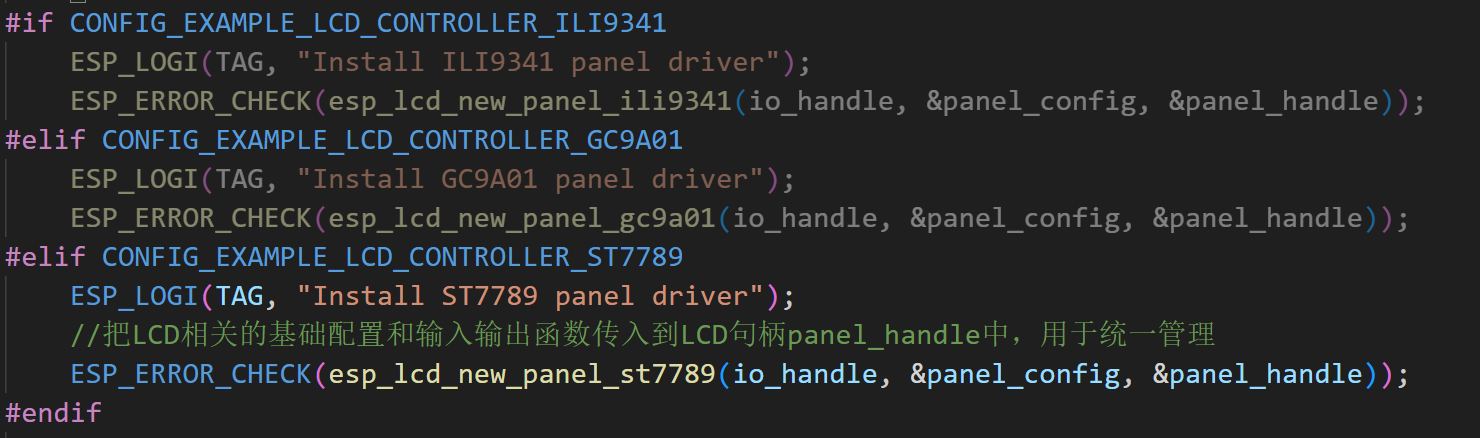 #if CONFIG_EXAMPLE_LCD_CONTROLLER_ILI9341
    ESP_LOGI(TAG, "Install ILI9341 panel driver");
    ESP_ERROR_CHECK(esp_lcd_new_panel_ili9341(io_handle, &panel_config, &panel_handle));
#elif CONFIG_EXAMPLE_LCD_CONTROLLER_GC9A01
    ESP_LOGI(TAG, "Install GC9A01 panel driver");
    ESP_ERROR_CHECK(esp_lcd_new_panel_gc9a01(io_handle, &panel_config, &panel_handle));
#elif CONFIG_EXAMPLE_LCD_CONTROLLER_ST7789
    ESP_LOGI(TAG, "Install ST7789 panel driver");
    //把LCD相关的基础配置和输入输出函数传入到LCD句柄panel_handle中，用于统一管理
    ESP_ERROR_CHECK(esp_lcd_new_panel_st7789(io_handle, &panel_config, &panel_handle));
#endif